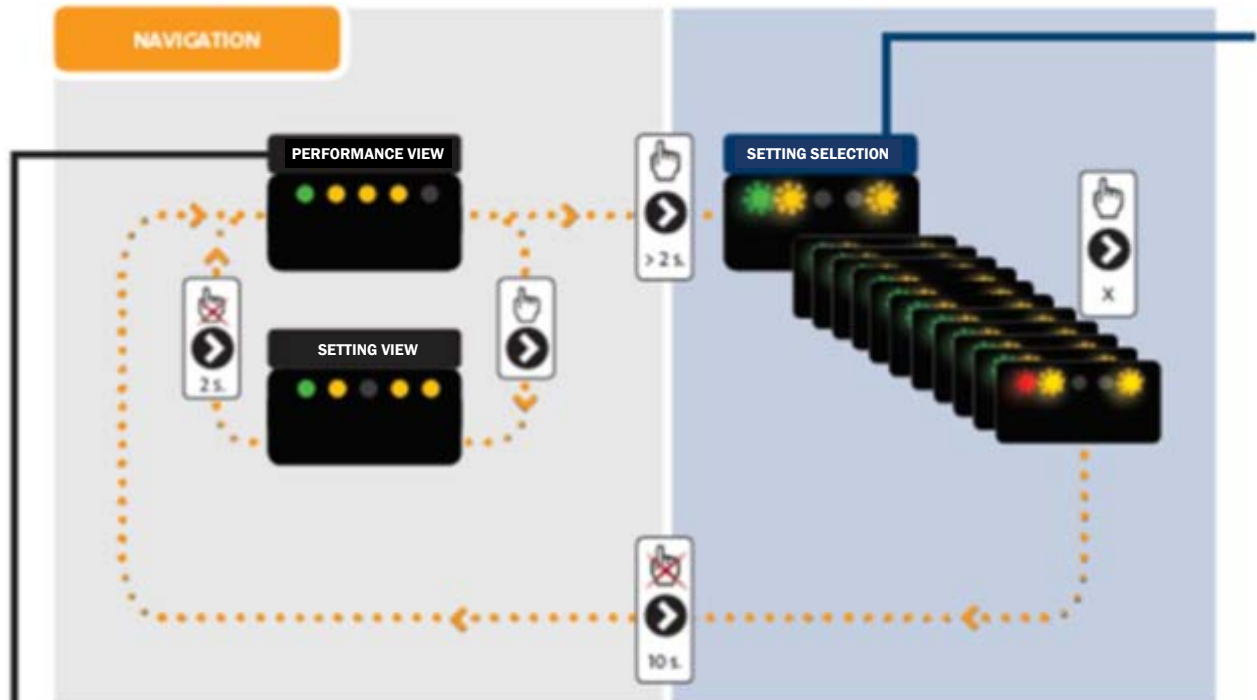 NAVIGATION
PERFORMANCE VIEW
SETTING SELECTION
> 2 s.
X
2 s.
SETTING VIEW
10 s.